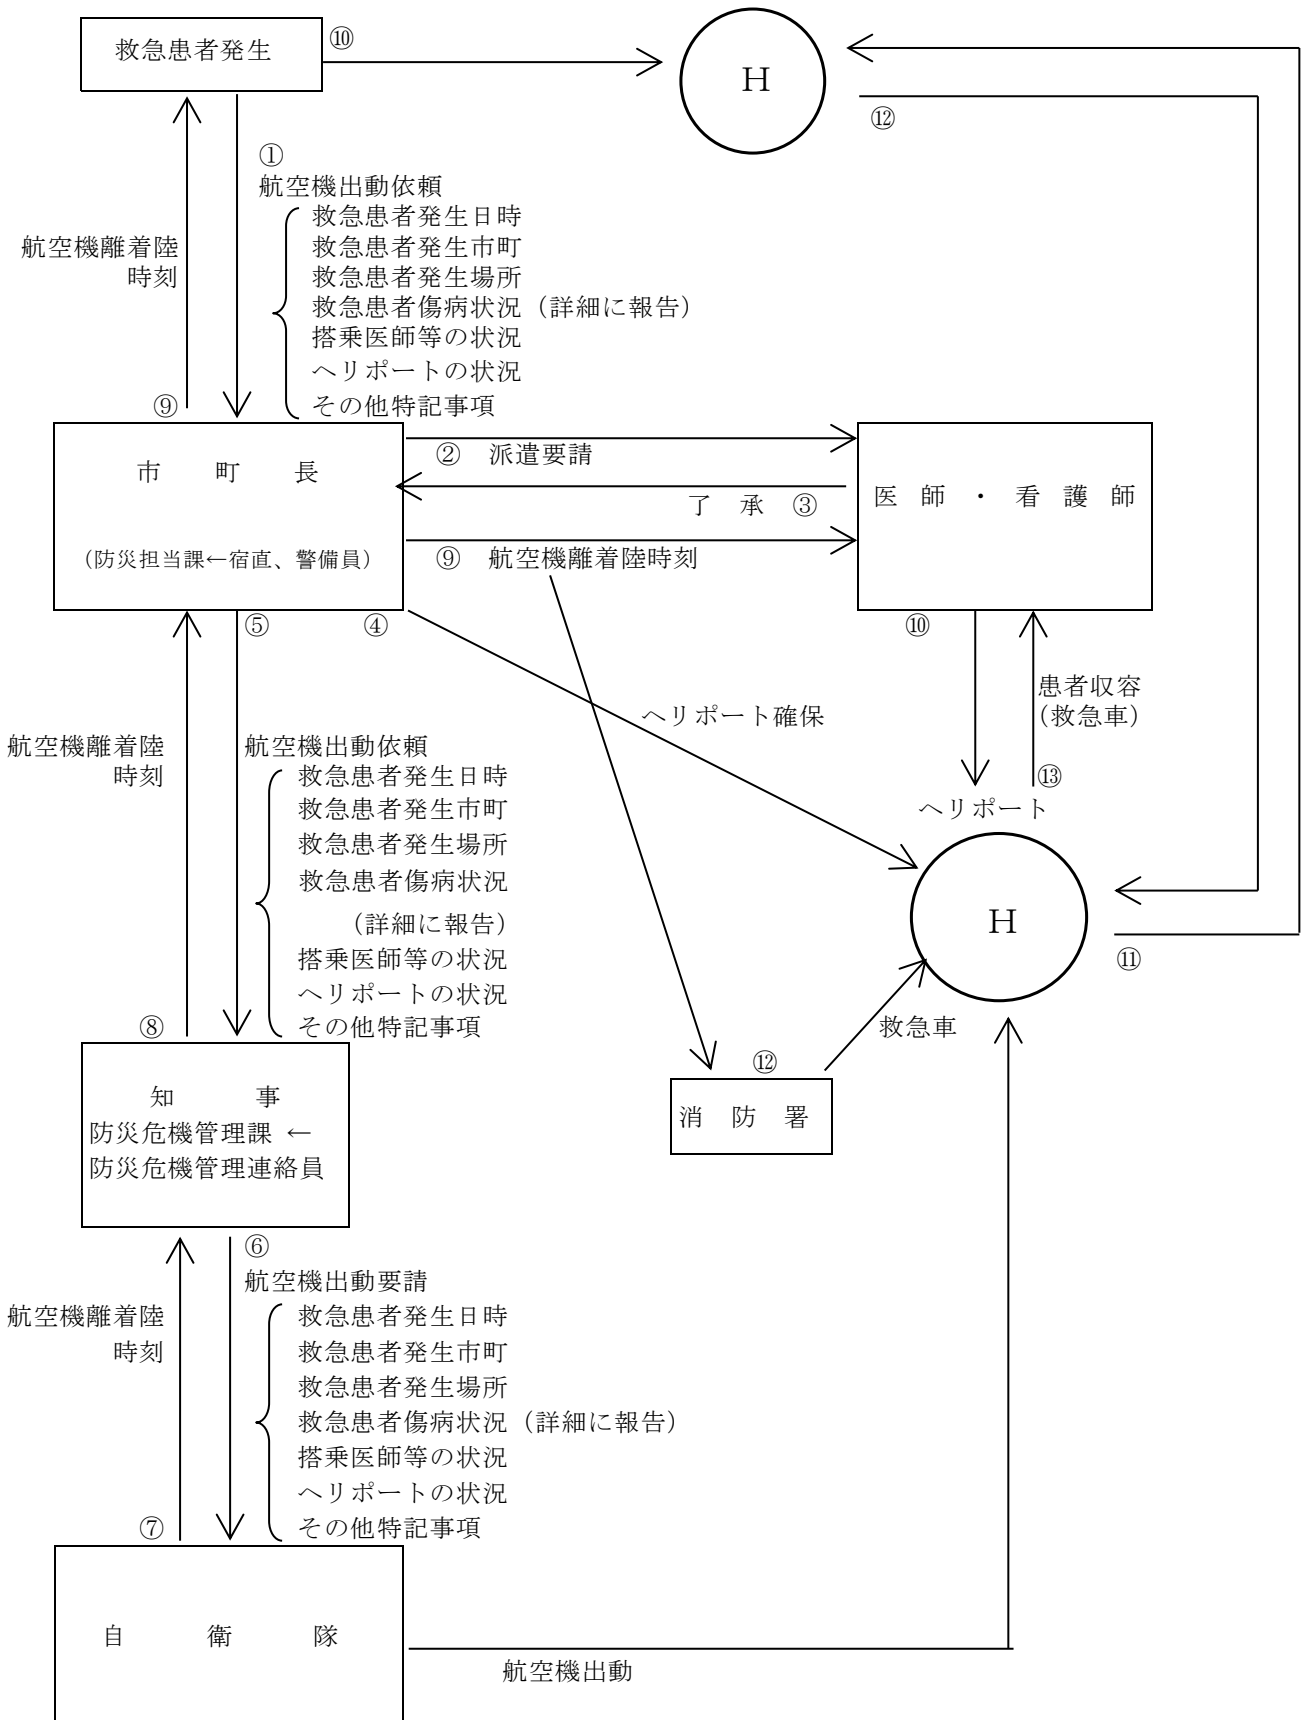 救急患者発生
⑩
H
⑫
①
航空機出動依頼
救急患者発生日時
救急患者発生市町
救急患者発生場所
救急患者傷病状況（詳細に報告）
搭乗医師等の状況
ヘリポートの状況
その他特記事項
航空機離着陸
時刻
⑨
市　町　長
（防災担当課←宿直、警備員）
②　派遣要請
了　承　③
⑨　航空機離着陸時刻
医　師　・　看　護　師
⑤
④
⑩
患者収容
（救急車）
⑬
ヘリポート確保
ヘリポート
H
⑪
航空機離着陸
時刻
航空機出動依頼
救急患者発生日時
救急患者発生市町
救急患者発生場所
救急患者傷病状況
（詳細に報告）
搭乗医師等の状況
ヘリポートの状況
その他特記事項
⑧
救急車
⑫
消　防　署
知　　事
防災危機管理課 ←
防災危機管理連絡員
⑥
航空機出動要請
航空機離着陸
時刻
救急患者発生日時
救急患者発生市町
救急患者発生場所
救急患者傷病状況（詳細に報告）
搭乗医師等の状況
ヘリポートの状況
その他特記事項
⑦
自　　衛　　隊
航空機出動